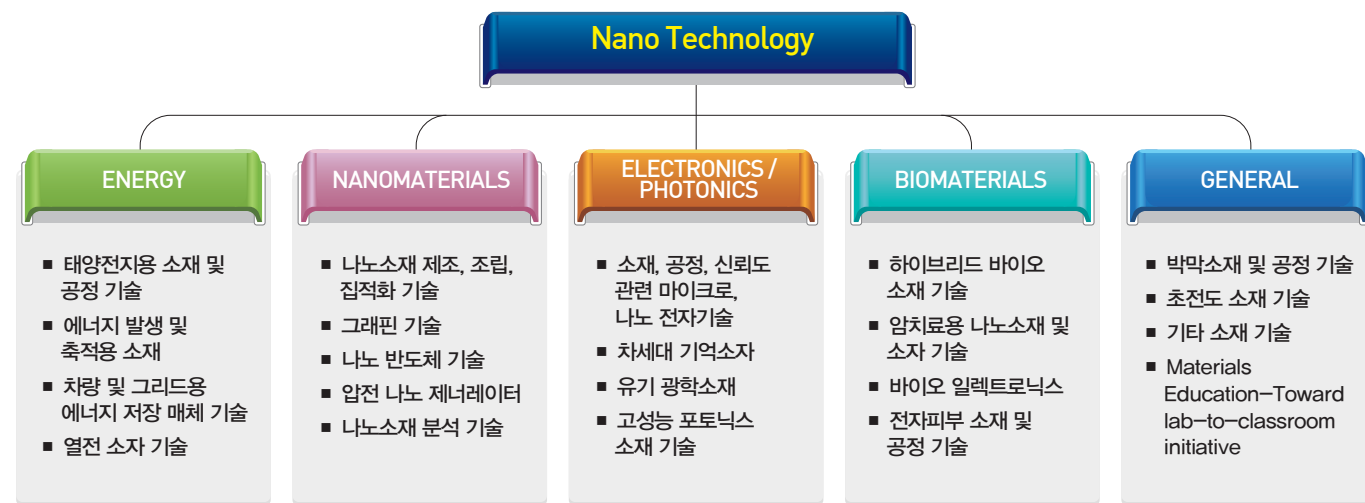 Nano Technology
ENERGY
■ 태양전지용 소재 및
공정 기술
■ 에너지 발생 및
축적용 소재
■ 차량 및 그리드용
에너지 저장 매체 기술
■ 열전 소자 기술
NANOMATERIALS
■ 나노소재 제조, 조립,
집적화 기술
■ 그래핀 기술
■ 나노 반도체 기술
■ 압전 나노 제너레이터
■ 나노소재 분석 기술
ELECTRONICS /
PHOTONICS
■ 소재, 공정, 신뢰도
관련 마이크로,
나노 전자기술
■ 차세대 기억소자
■ 유기 광학소재
■ 고성능 포토닉스
소재 기술
BIOMATERIALS
■ 하이브리드 바이오
소재 기술
■ 암치료용 나노소재 및
소자 기술
■ 바이오 일렉트로닉스
■ 전자피부 소재 및
공정 기술
GENERAL
■ 박막소재 및 공정 기술
■ 초전도 소재 기술
■ 기타 소재 기술
■ Materials
Education-Toward
lab-to-classroom
initiative